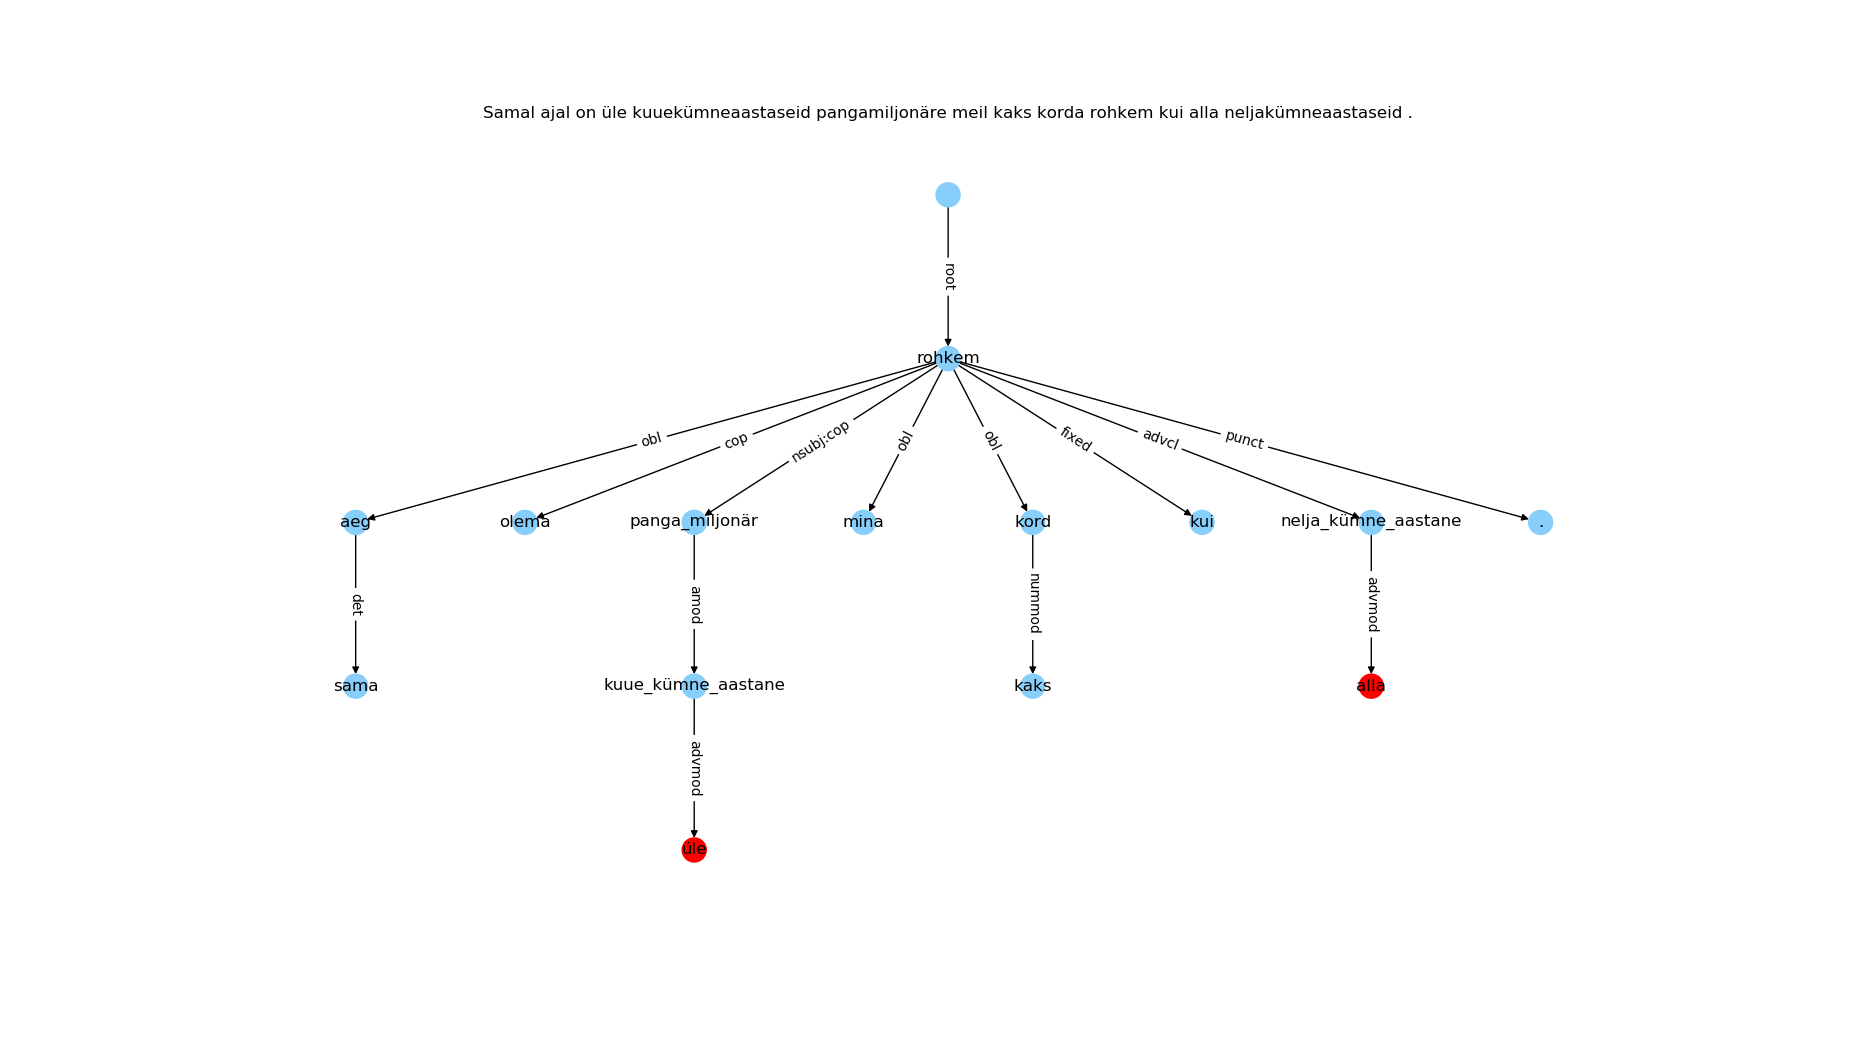 Samal ajal on üle kuuekümneaastaseid pangamiljonäre meil kaks korda rohkem kui alla neljakümneaastaseid .
root
rohkem
obl
cop
nsubj:cop
obl
obl
fixed
advcl
punct
aeg
olema
panga_miljonär
mina
kord
kui
nelja_kümne_aastane
.
det
amod
nummod
advmod
sama
kuue_kümne_aastane
kaks
alla
advmod
üle